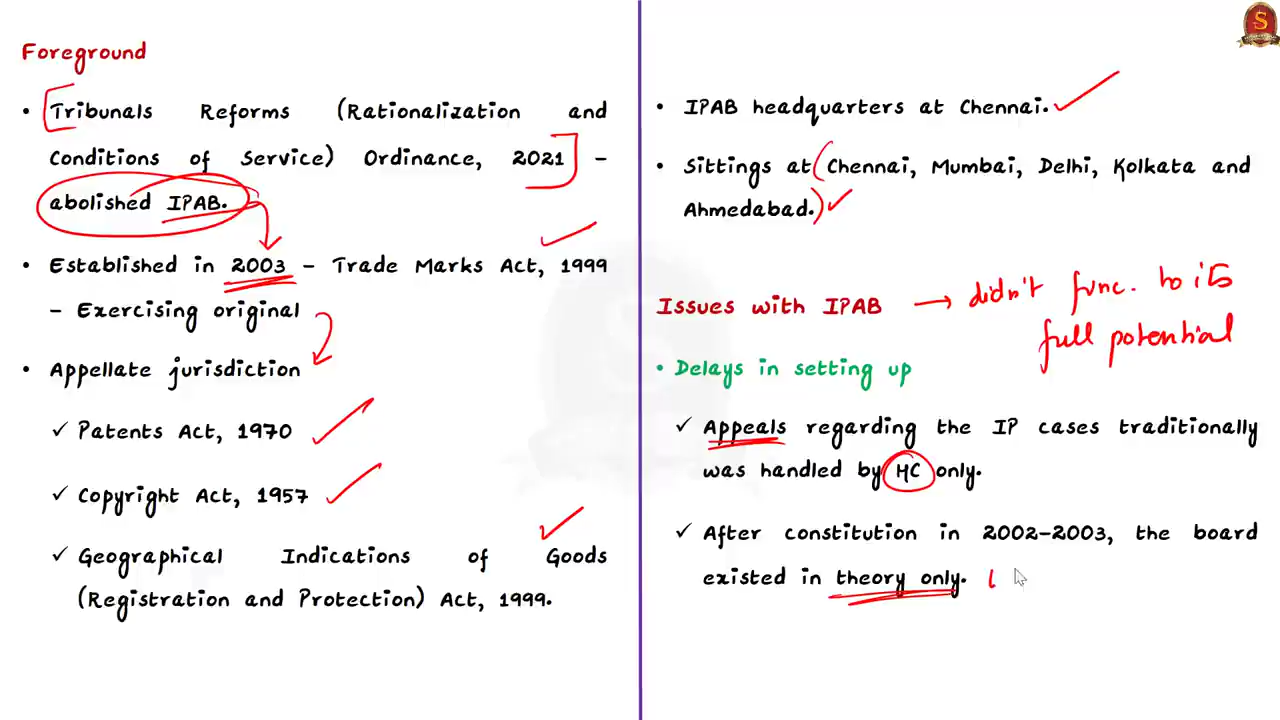 Foreground
• Tribunals Reforms (Rationalization and
Conditions of Service) Ordinance, 2021 –
abolished IPAB.
• Established in 2003 – Trade Marks Act, 1999
– Exercising original
• Appellate jurisdiction
✓ Patents Act, 1970
✓ Copyright Act, 1957
✓ Geographical Indications of Goods
(Registration and Protection) Act, 1999.
S
• IPAB headquarters at Chennai.
• Sittings at Chennai, Mumbai, Delhi, Kolkata and
Ahmedabad.
Issues with IPAB → didn't func. to its
full potential
• Delays in setting up
✓ Appeals regarding the IP cases traditionally
was handled by HC only.
✓ After constitution in 2002-2003, the board
existed in theory only. (